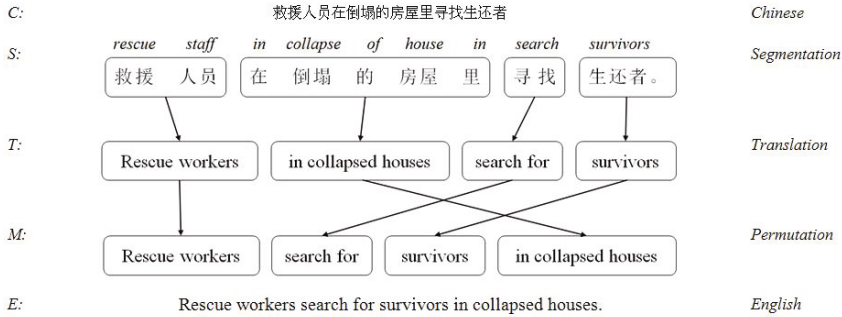 C: 救援人员在倒塌的房屋里寻找生还者 Chinese
rescue staff in collapse of house in search survivors
S: 救援 人员 在 倒塌 的 房屋 里 寻找 生还者。 Segmentation
T: Rescue workers in collapsed houses search for survivors Translation
M: Rescue workers search for survivors in collapsed houses Permutation
E: Rescue workers search for survivors in collapsed houses. English